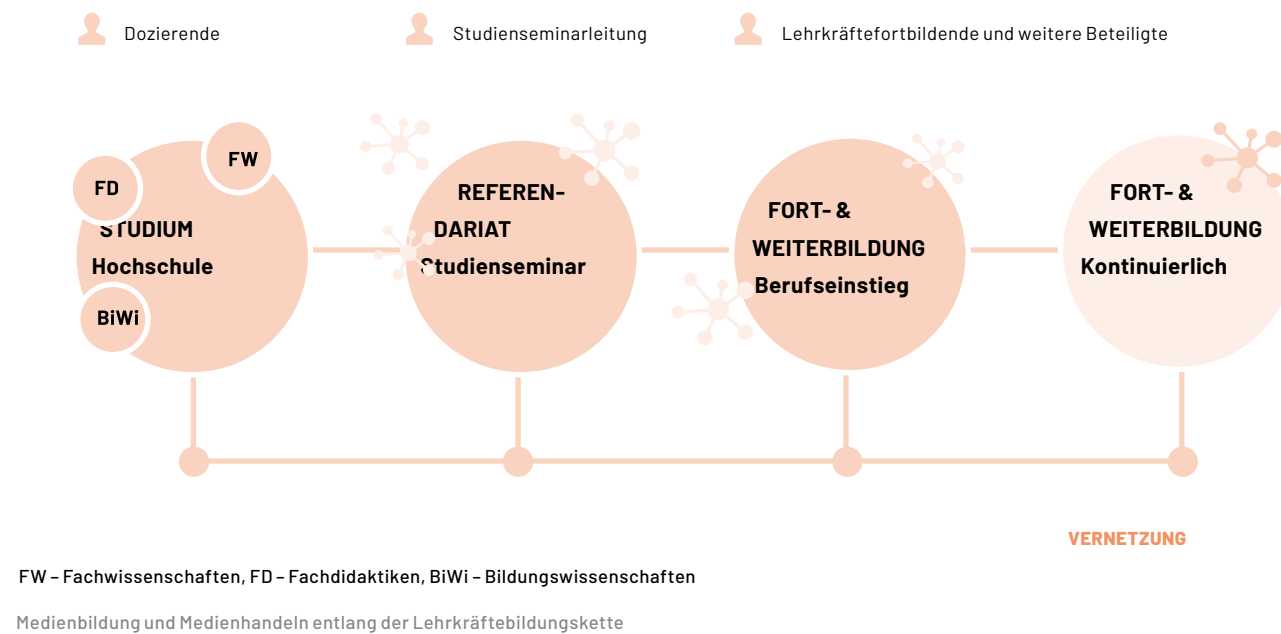 Dozierende
Studienseminarleitung
Lehrkräftefortbildende und weitere Beteiligte
FW
FD
STUDIUM
Hochschule
BiWi
REFEREN-
DARIAT
Studienseminar
FORT- &
WEITERBILDUNG
Berufseinstieg
FORT- &
WEITERBILDUNG
Kontinuierlich
VERNETZUNG
FW – Fachwissenschaften, FD – Fachdidaktiken, BiWi – Bildungswissenschaften
Medienbildung und Medienhandeln entlang der Lehrkräftebildungskette